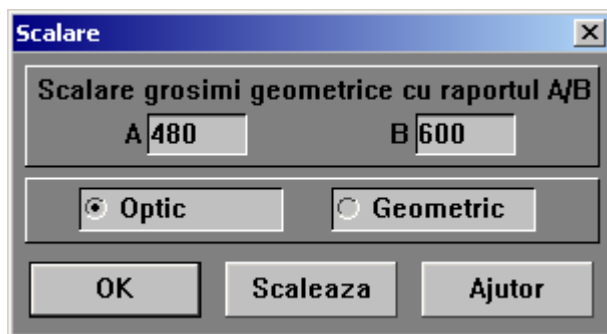 Scalare
Scalare grosimi geometrice cu raportul A/B
A 480 B 600
Optic Geometric
OK Scaleaza Ajutor